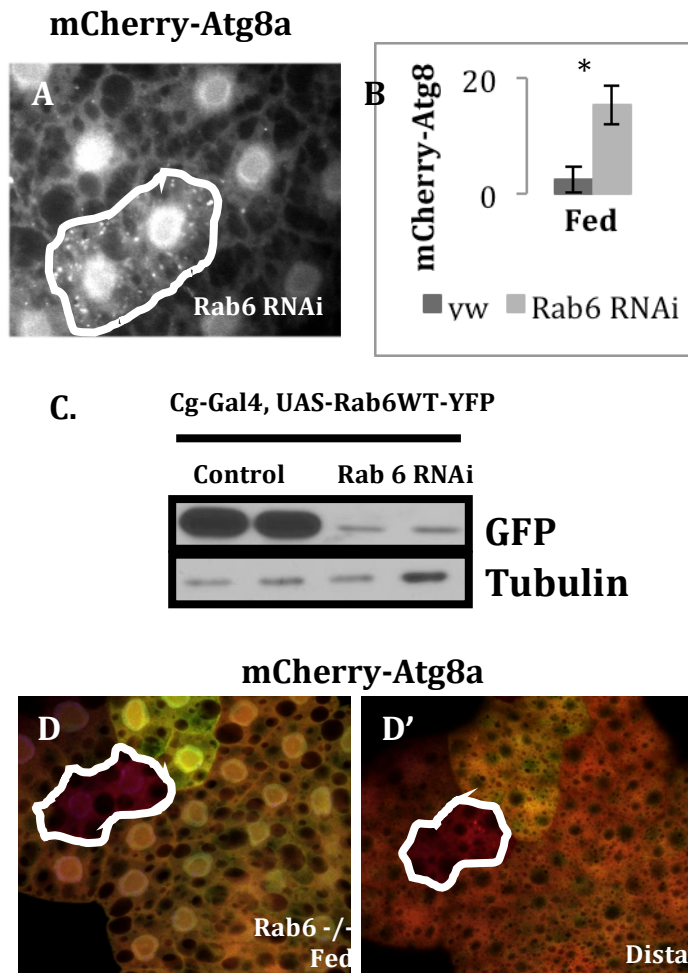 mCherry-Atg8a
A
Rab6 RNAi
B
mCherry-Atg8
20
0
*
Fed
yw
Rab6 RNAi
C.
Cg-Gal4, UAS-Rab6WT-YFP
Control
Rab 6 RNAi
GFP
Tubulin
mCherry-Atg8a
D
Rab6 -/-
Fed
D'
Dista